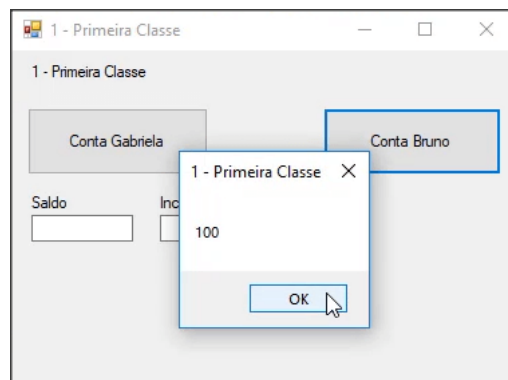 1 - Primeira Classe
1 - Primeira Classe
Conta Gabriela
Conta Bruno
1 - Primeira Classe
Saldo
100
OK